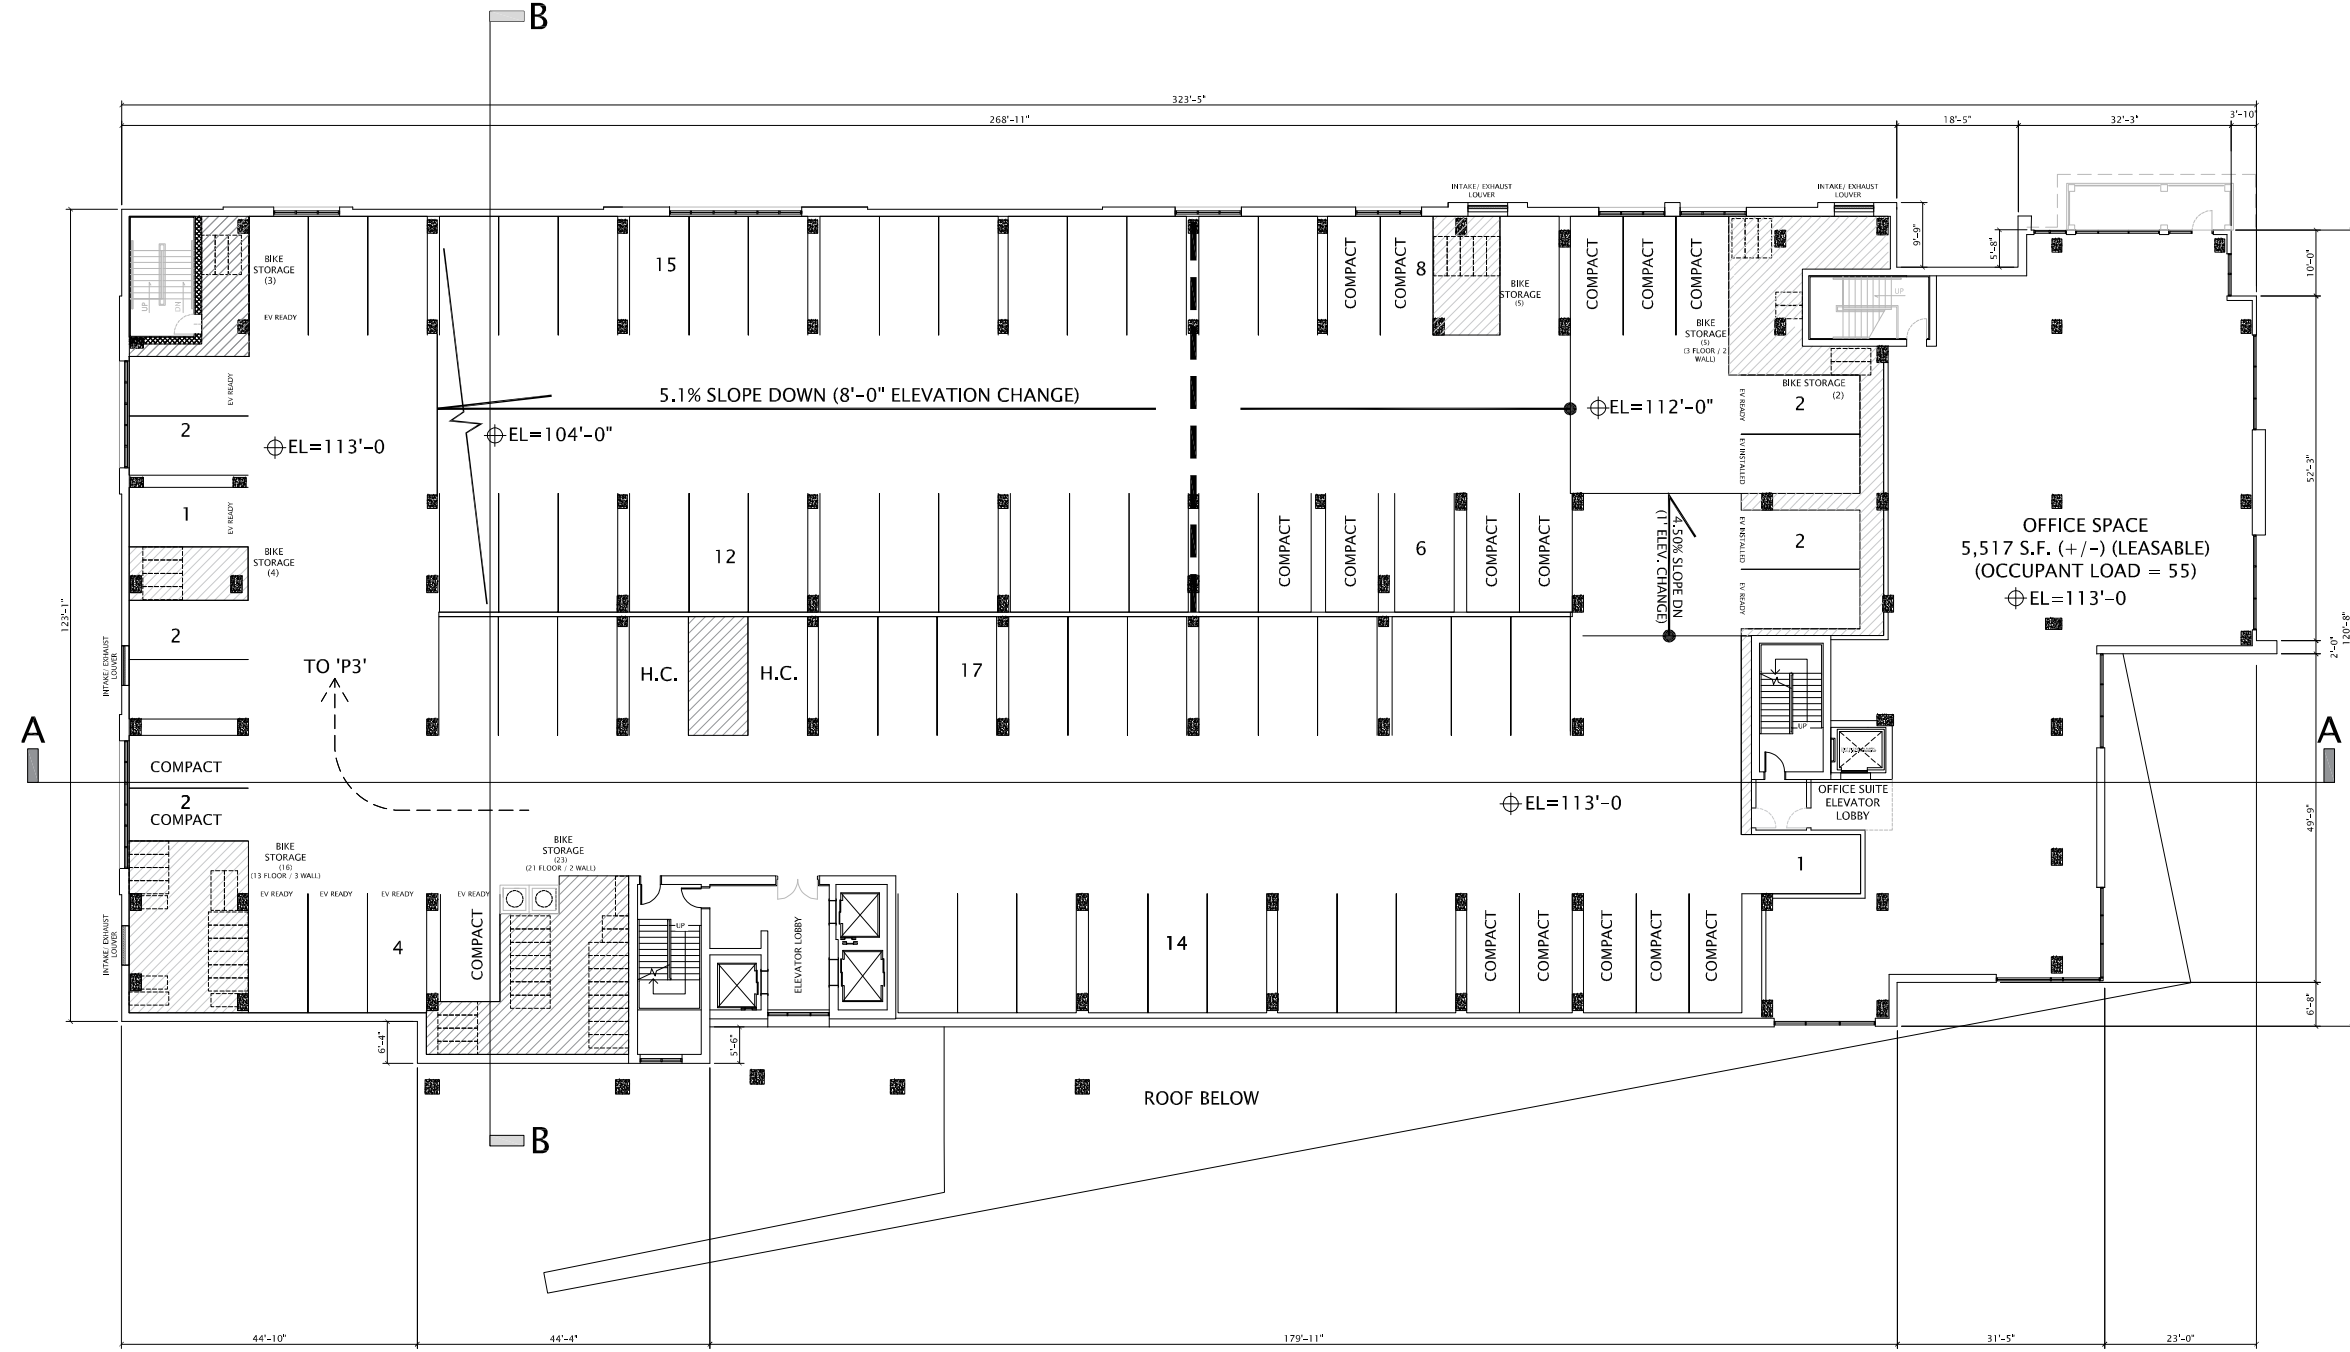 B
323'-5"
268'-11"
18'-5"
32'-3"
3'-10"
INTAKE/ EXHAUST
LOUVER
INTAKE/ EXHAUST
LOUVER
9'-9"
5'-8"
10'-0"
BIKE
STORAGE
(3)
UP
DN
EV READY
15
COMPACT
COMPACT
8
BIKE
STORAGE
(5)
COMPACT
COMPACT
COMPACT
BIKE
STORAGE
(5)
(3 FLOOR / 2
WALL)
UP
EV READY
2
EL=113'-0
5.1% SLOPE DOWN (8'-0" ELEVATION CHANGE)
EL=104'-0"
EL=112'-0"
BIKE STORAGE
(2)
EV READY
2
EV INSTALLED
52'-3"
1
EV READY
BIKE
STORAGE
(4)
12
COMPACT
COMPACT
6
COMPACT
COMPACT
4.50% SLOPE DN
(1' ELEV. CHANGE)
EV INSTALLED
2
EV READY
OFFICE SPACE
5,517 S.F. (+/-) (LEASABLE)
(OCCUPANT LOAD = 55)
EL=113'-0
123'-1"
120'-8"
2'-0"
2
INTAKE/ EXHAUST
LOUVER
TO 'P3'
H.C.
H.C.
17
UP
A
A
COMPACT
2
COMPACT
EL=113'-0
OFFICE SUITE
ELEVATOR
LOBBY
49'-9"
BIKE
STORAGE
(16)
(13 FLOOR / 3 WALL)
BIKE
STORAGE
(23)
(21 FLOOR / 2 WALL)
1
EV READY
EV READY
EV READY
EV READY
INTAKE/ EXHAUST
LOUVER
4
COMPACT
UP
ELEVATOR LOBBY
14
COMPACT
COMPACT
COMPACT
COMPACT
COMPACT
6'-8"
6'-4"
5'-6"
ROOF BELOW
B
44'-10"
44'-4"
179'-11"
31'-5"
23'-0"